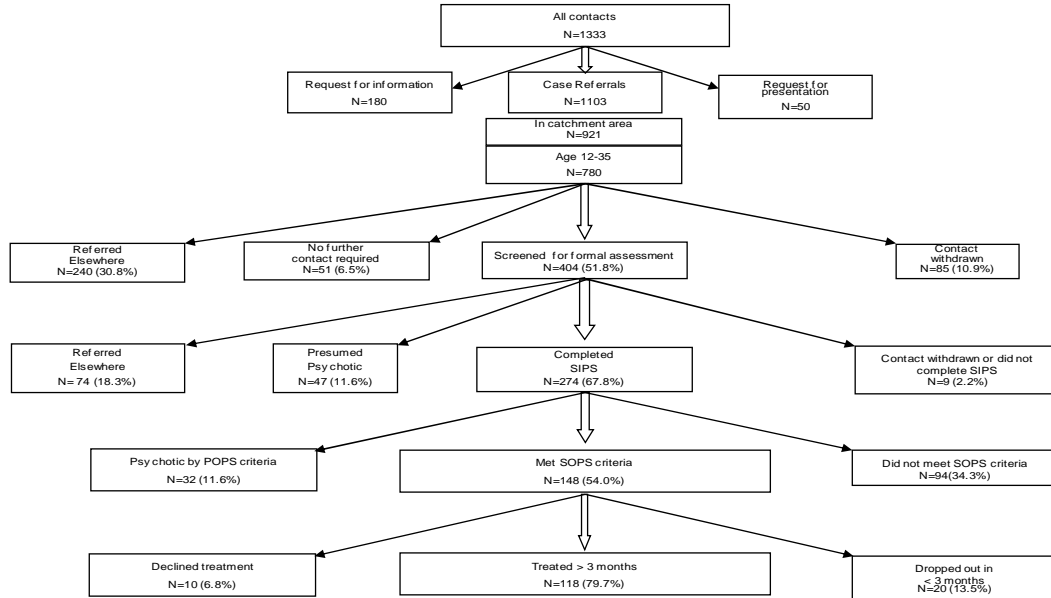 All contacts
N=1333
Request for information
N=180
Case Referrals
N=1103
Request for
presentation
N=50
In catchment area
N=921
Age 12-35
N=780
Referred
Elsewhere
N=240 (30.8%)
No further
contact required
N=51 (6.5%)
Screened for formal assessment
N=404 (51.8%)
Contact
withdrawn
N=85 (10.9%)
Referred
Elsewhere
N= 74 (18.3%)
Presumed
Psychotic
N=47 (11.6%)
Completed
SIPS
N=274 (67.8%)
Contact withdrawn or did not
complete SIPS
N=9 (2.2%)
Psychotic by POPS criteria
N=32 (11.6%)
Met SOPS criteria
N=148 (54.0%)
Did not meet SOPS criteria
N=94(34.3%)
Declined treatment
N=10 (6.8%)
Treated > 3 months
N=118 (79.7%)
Dropped out in
< 3 months
N=20 (13.5%)